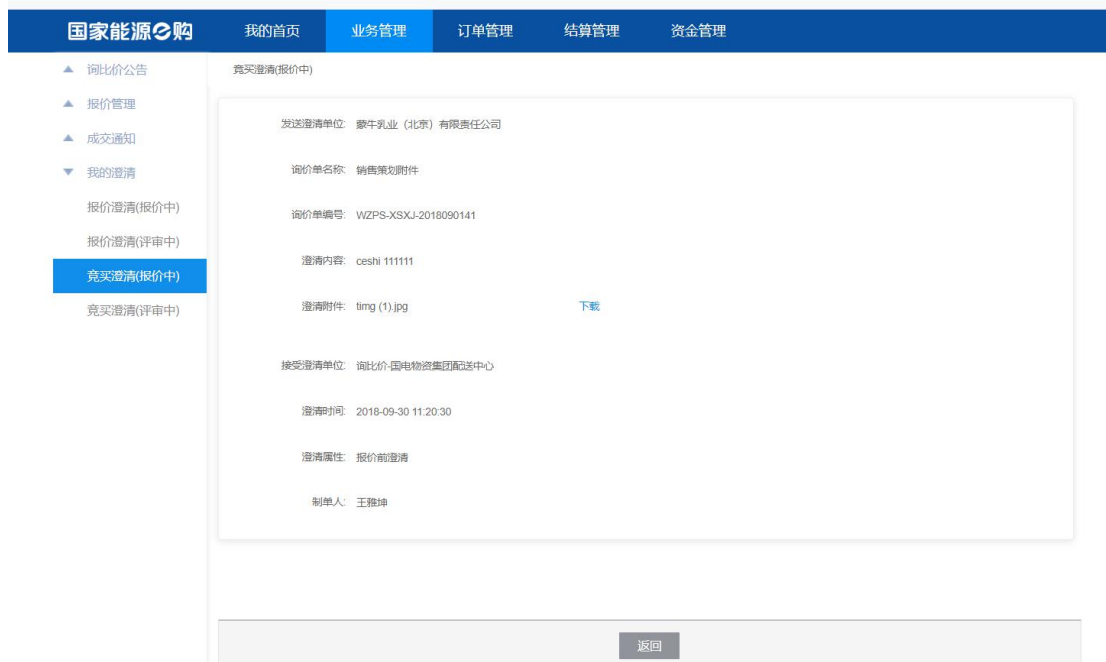 国家能源e购 我的首页 业务管理 订单管理 结算管理 资金管理
询比价公告
报价管理
成交通知
我的澄清
报价澄清(报价中)
报价澄清(评审中)
竞买澄清(报价中)
竞买澄清(评审中)
竞买澄清(报价中)
发送澄清单位: 蒙牛乳业（北京）有限责任公司
询价单名称: 销售策划附件
询价单编号: WZPS-XSXJ-2018090141
澄清内容: ceshi 111111
澄清附件: timg (1).jpg 下载
接受澄清单位: 询比价-国电物资集团配送中心
澄清时间: 2018-09-30 11:20:30
澄清属性: 报价前澄清
制单人: 王雅坤
返回